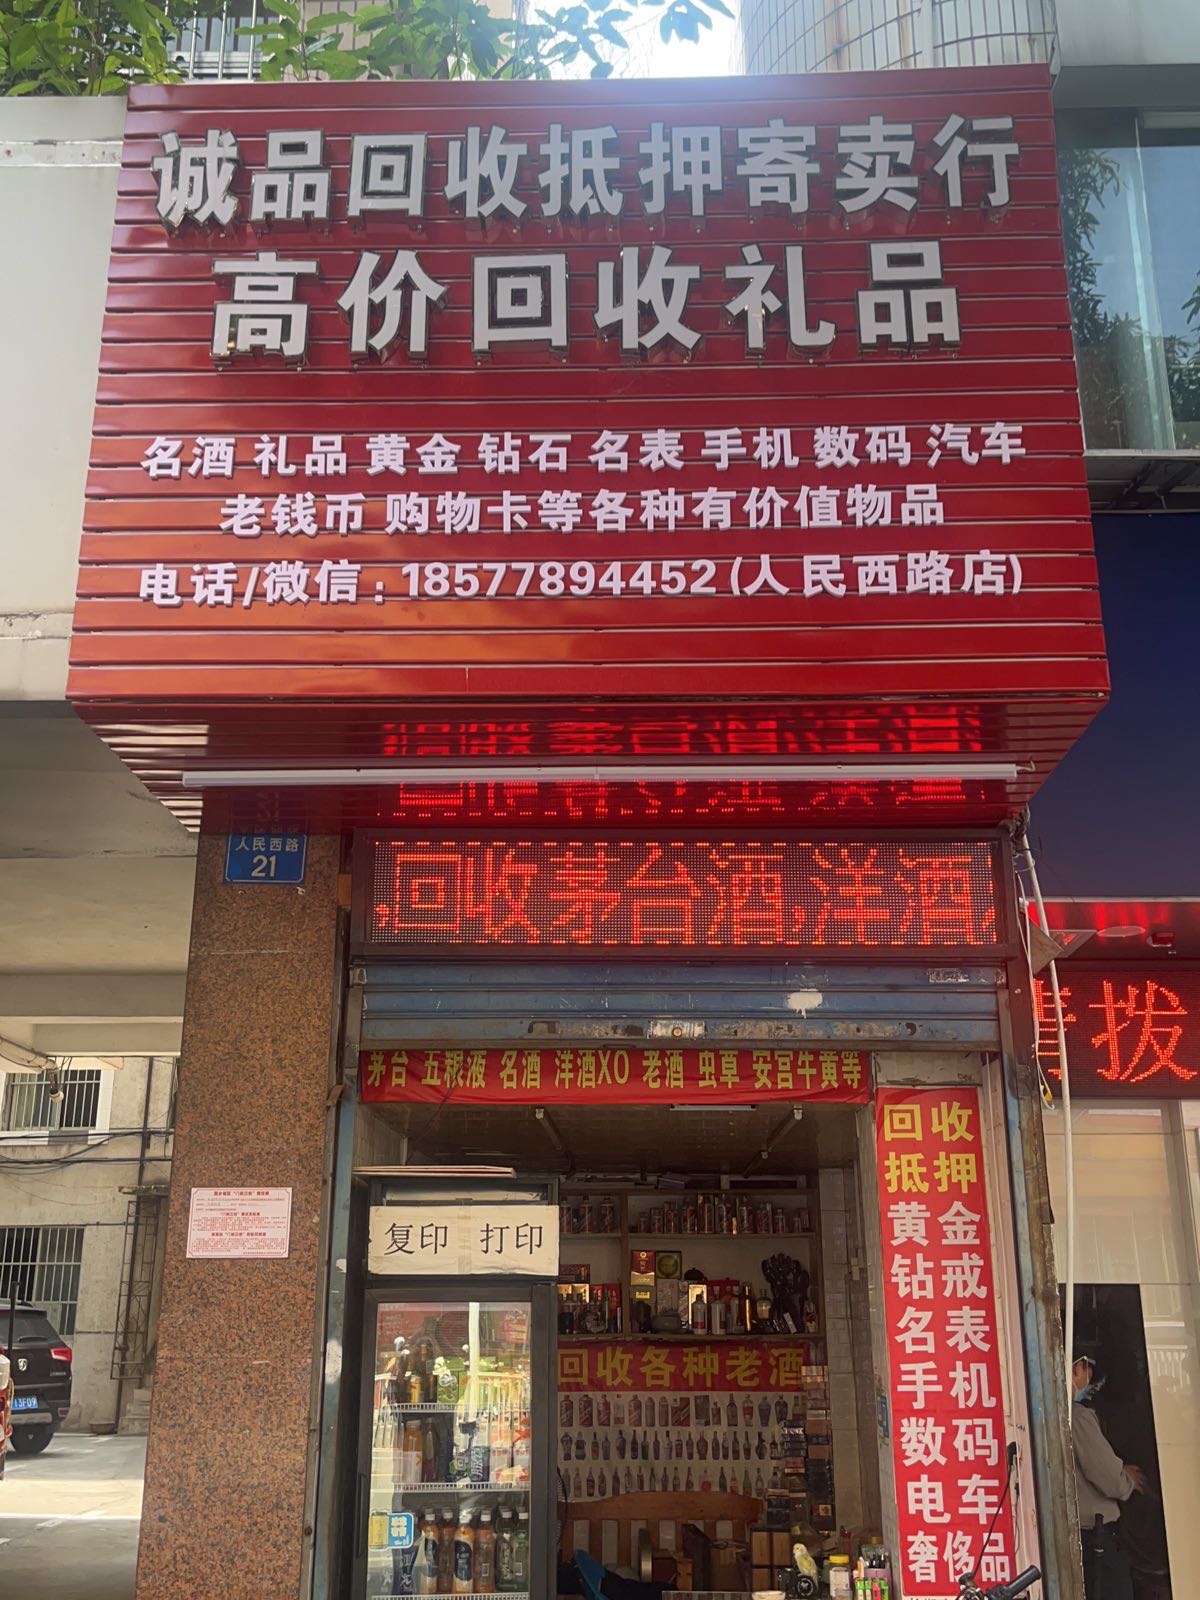 诚品回收抵押寄卖行
高价回收礼品
名酒 礼品 黄金 钻石 名表 手机 数码 汽车
老钱币 购物卡等各种有价值物品
电话/微信：18577894452(人民西路店)
人民西路
21
,回收茅台酒,洋酒
拨
茅台 五粮液 名酒 洋酒XO 老酒 虫草 安宫牛黄等
回收
抵押
黄金
钻戒
名表
手机
数码
电车
奢侈品
复印 打印
回收各种老酒